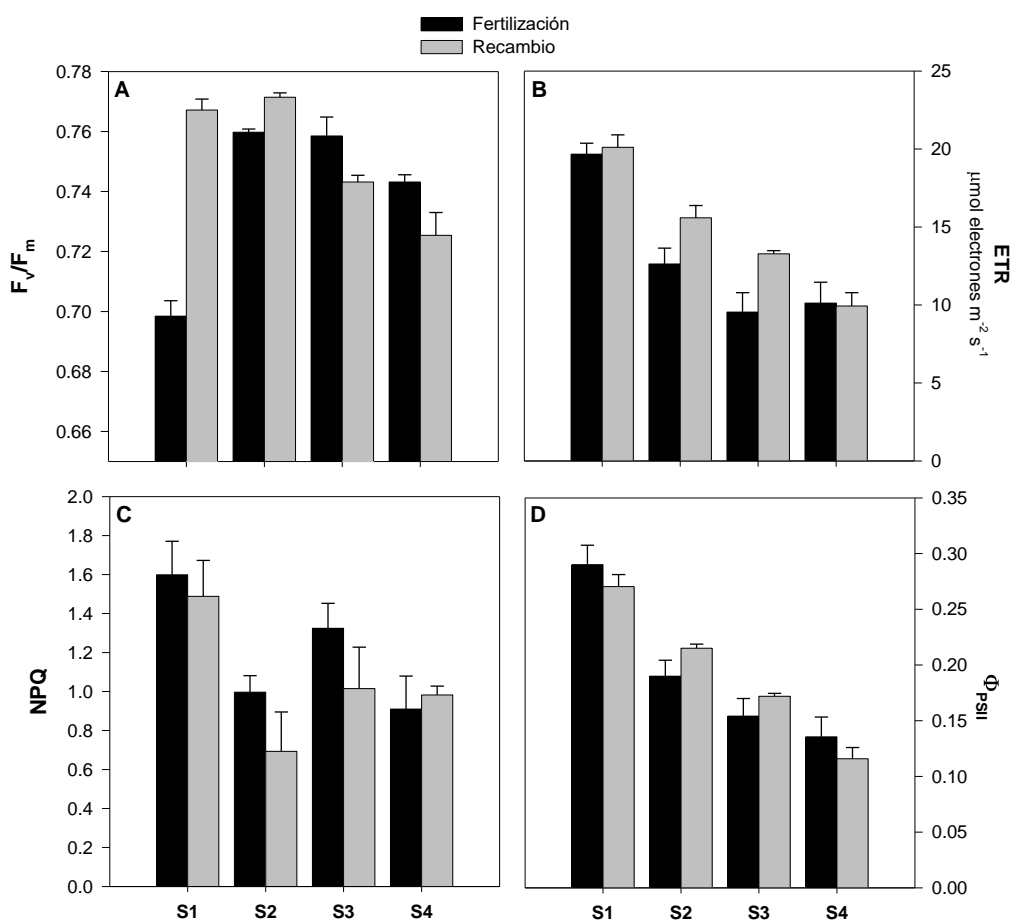 Fertilización
Recambio
A
0.78
0.76
0.74
0.72
0.70
0.68
0.66
Fv/Fm
B
25
20
15
10
5
0
ETR
µmol electrones m-2 s-1
C
2.0
1.8
1.6
1.4
1.2
1.0
0.8
0.6
0.4
0.2
0.0
NPQ
S1 S2 S3 S4
D
0.35
0.30
0.25
0.20
0.15
0.10
0.05
0.00
ΦPSII
S1 S2 S3 S4